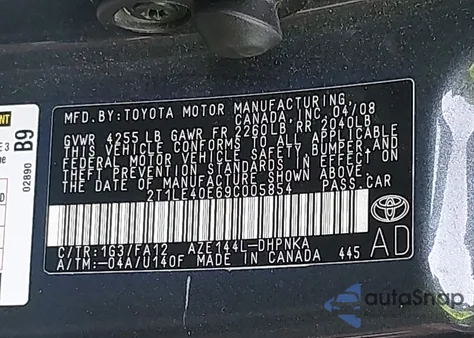 MFD.BY:TOYOTA MOTOR MANUFACTURING,
CANADA, INC. 04/08
GVWR 4255 LB GAWR FR 2260LB RR 2040LB
THIS VEHICLE CONFORMS TO ALL APPLICABLE
FEDERAL MOTOR VEHICLE SAFETY, BUMPER, AND
THEFT PREVENTION STANDARDS IN EFFECT ON
THE DATE OF MANUFACTURE SHOWN ABOVE.
2T1LE40E69C005854 PASS.CAR
C/TR:1G3/FA12 AZE144L-DHPNKA
A/TM:-04A/U140F MADE IN CANADA 445
AD
B9
02890
autoSnap